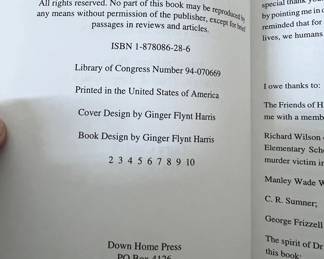 All rights reserved. No part of this book may be reproduced by
any means without permission of the publisher, except for brief
passages in reviews and articles.
ISBN 1-878086-28-6
Library of Congress Number 94-070669
Printed in the United States of America
Cover Design by Ginger Flynt Harris
Book Design by Ginger Flynt Harris
2 3 4 5 6 7 8 9 10
Down Home Press
PO Box 4126
special thank
by pointing me in
reminded that for
lives, we humans
I owe thanks to:
The Friends of H
me with a memb
Richard Wilson
Elementary Sch
murder victim in
Manley Wade W
C. R. Sumner;
George Frizzell
The spirit of Dr
this book;